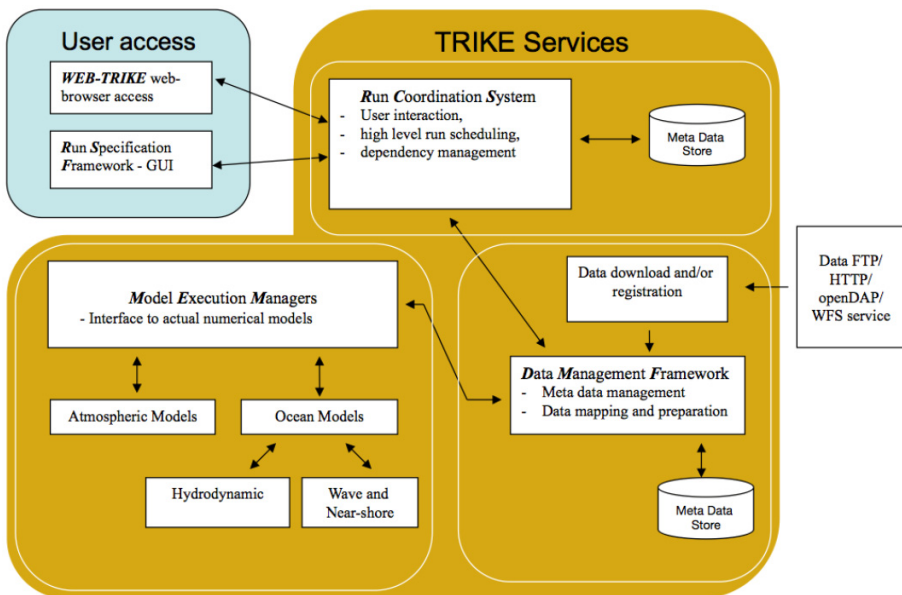 User access
WEB-TRIKE web-
browser access
Run Specification
Framework - GUI
TRIKE Services
Run Coordination System
- User interaction,
- high level run scheduling,
- dependency management
Meta Data
Store
Model Execution Managers
- Interface to actual numerical models
Atmospheric Models
Ocean Models
Hydrodynamic
Wave and
Near-shore
Data download and/or
registration
Data FTP/
HTTP/
openDAP/
WFS service
Data Management Framework
- Meta data management
- Data mapping and preparation
Meta Data
Store